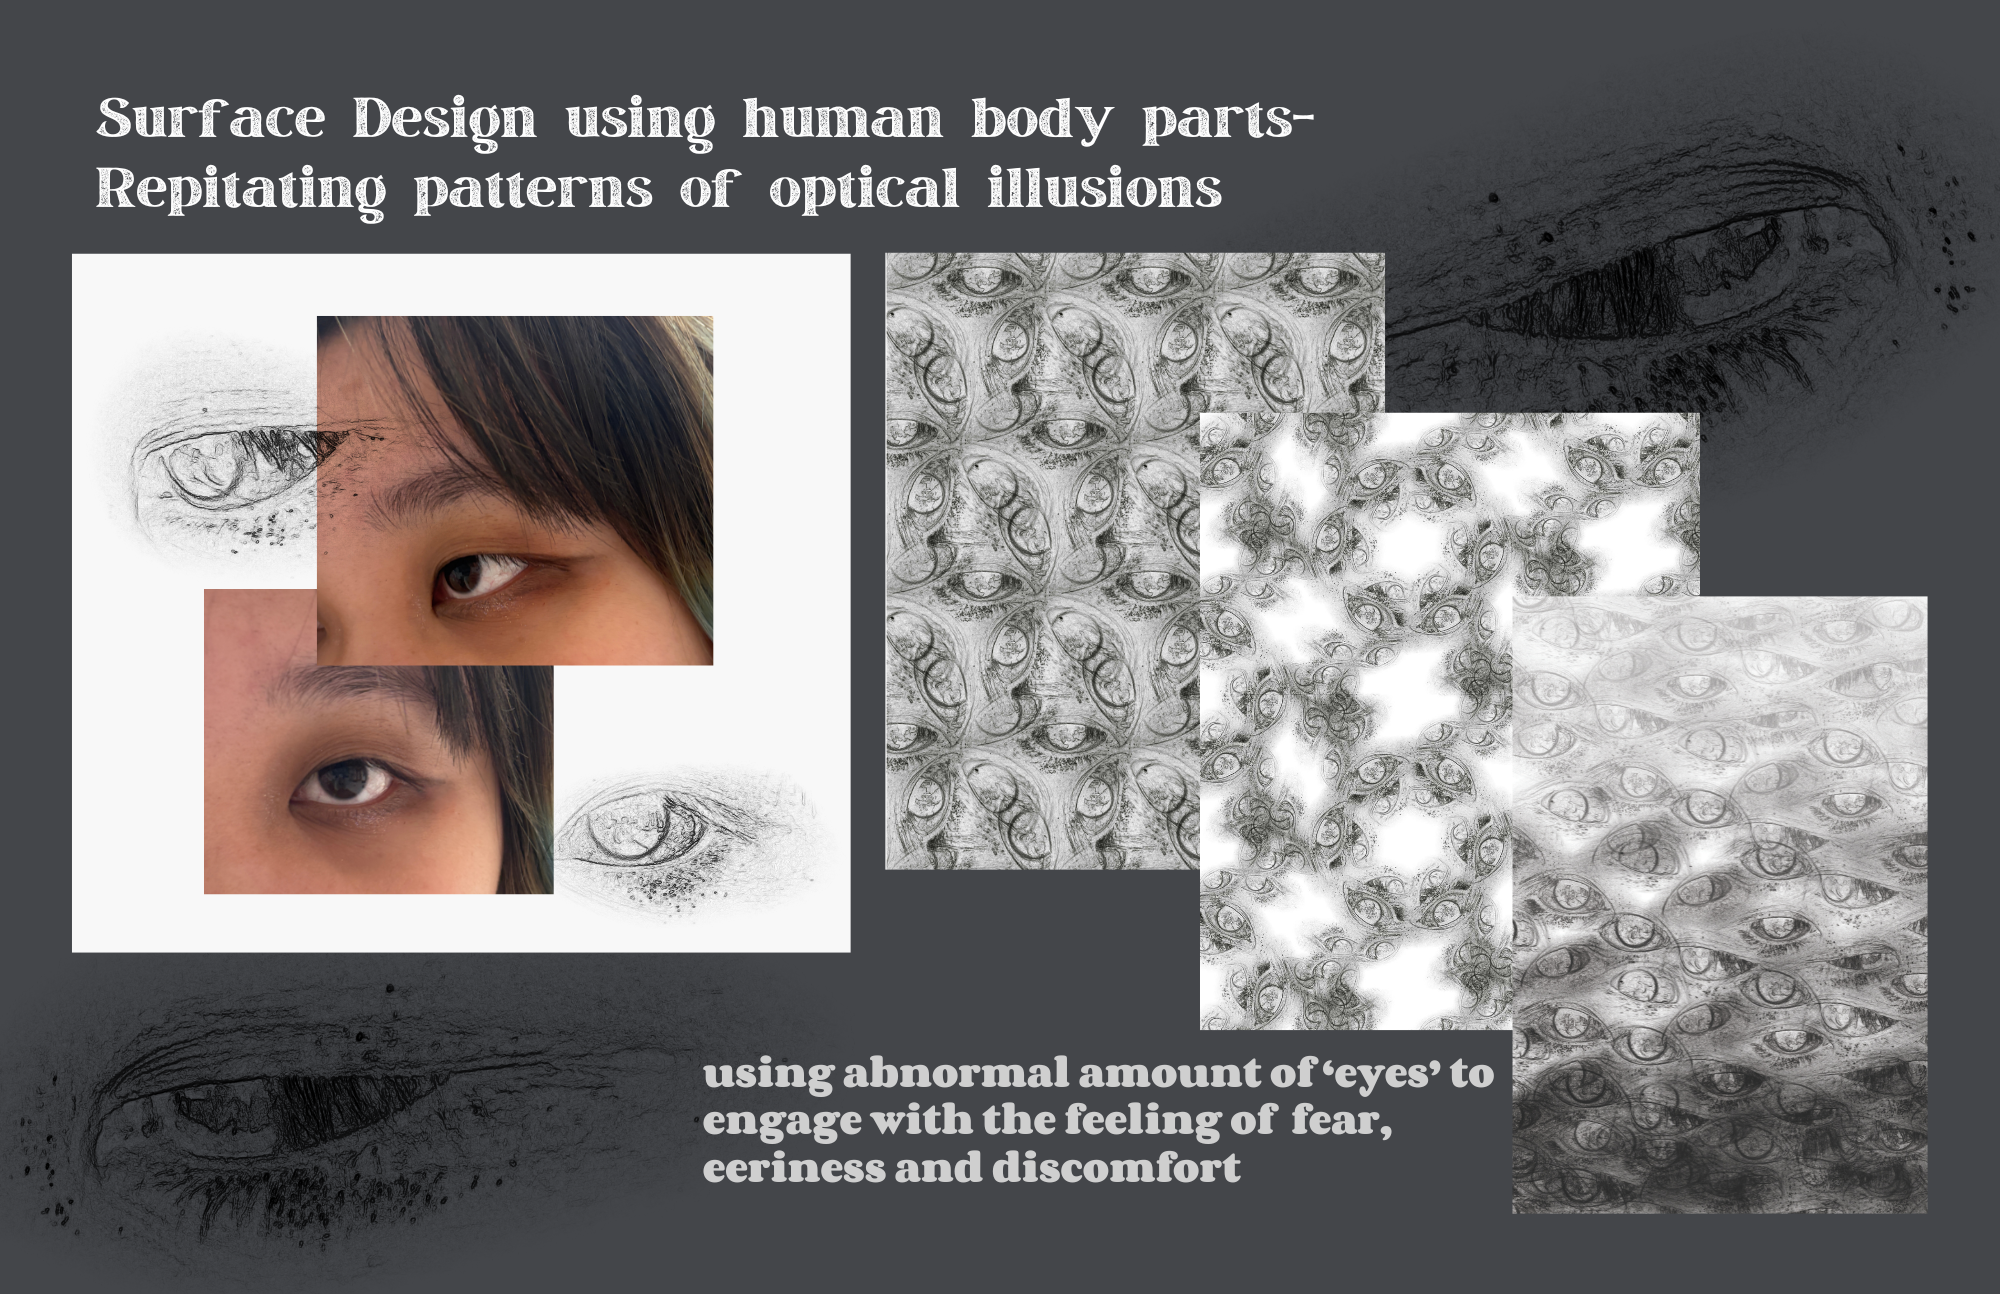 Surface Design using human body parts-
Repitating patterns of optical illusions
using abnormal amount of ‘eyes’ to
engage with the feeling of fear,
eeriness and discomfort